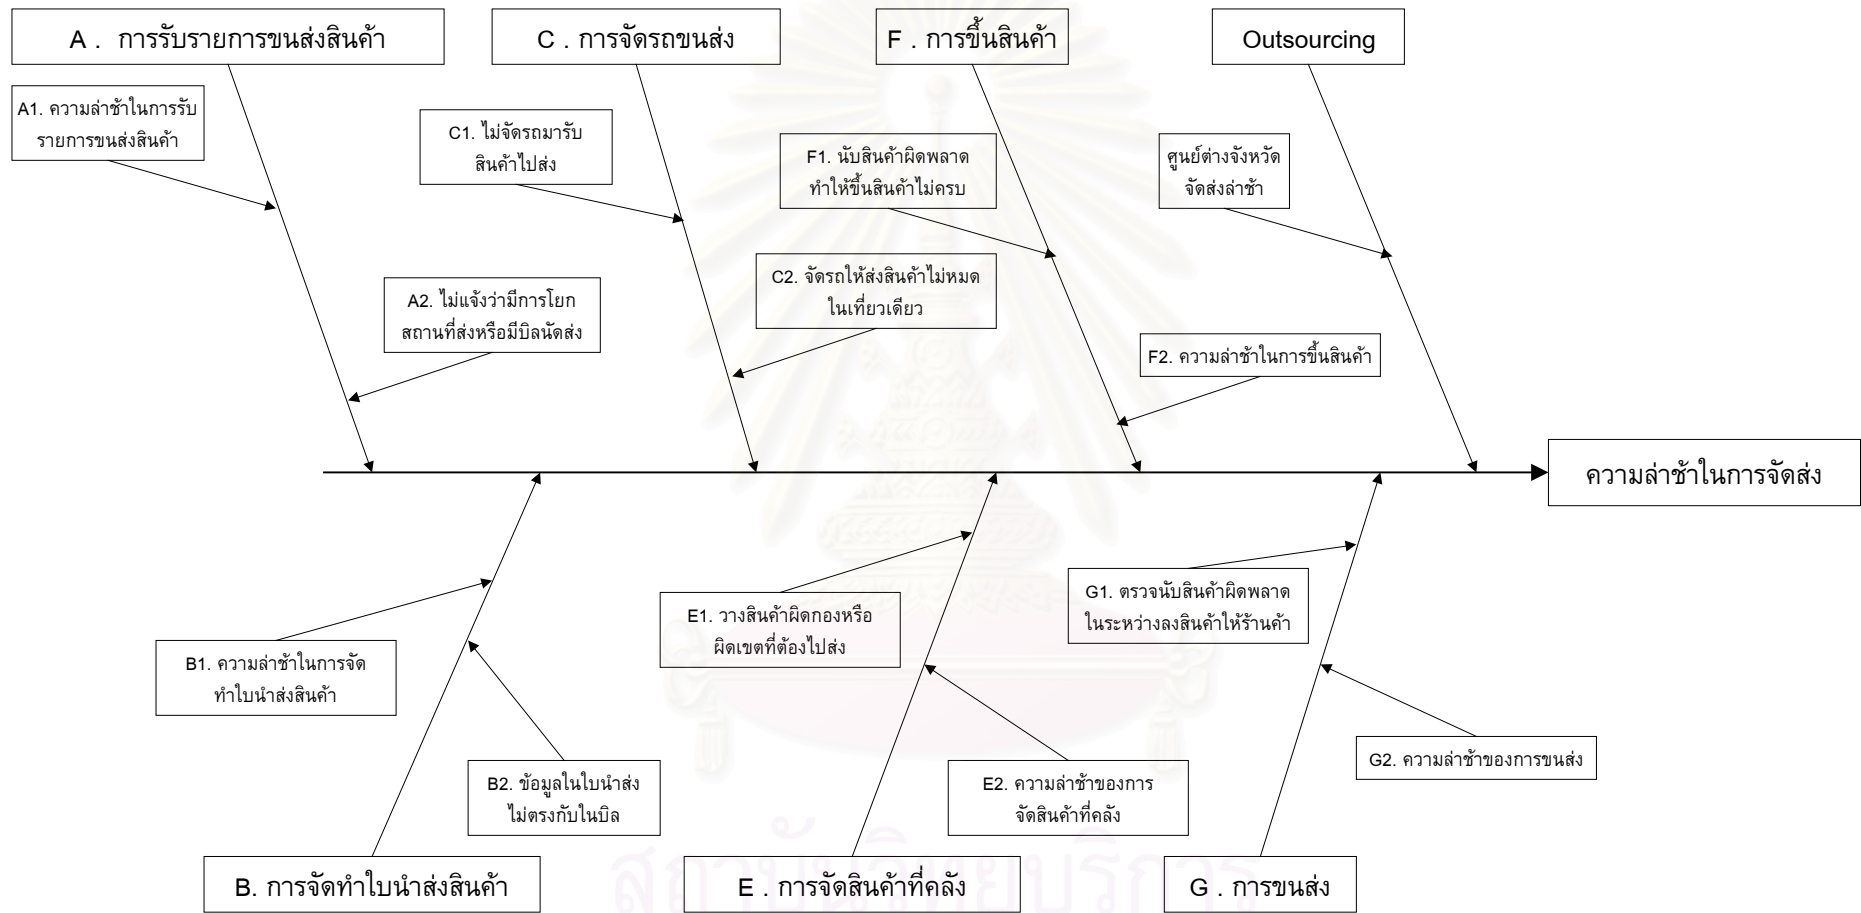 A . การรับรายการขนส่งสินค้า
C . การจัดรถขนส่ง
F . การขึ้นสินค้า
Outsourcing
A1. ความล่าช้าในการรับ
รายการขนส่งสินค้า
C1. ไม่จัดรถมารับ
สินค้าไปส่ง
F1. นับสินค้าผิดพลาด
ทำให้ขึ้นสินค้าไม่ครบ
ศูนย์ต่างจังหวัด
จัดส่งล่าช้า
A2. ไม่แจ้งว่ามีการโยก
สถานที่ส่งหรือมีบิลนัดส่ง
C2. จัดรถให้ส่งสินค้าไม่หมด
ในเที่ยวเดียว
F2. ความล่าช้าในการขึ้นสินค้า
ความล่าช้าในการจัดส่ง
B1. ความล่าช้าในการจัด
ทำใบนำส่งสินค้า
E1. วางสินค้าผิดกองหรือ
ผิดเขตที่ต้องไปส่ง
G1. ตรวจนับสินค้าผิดพลาด
ในระหว่างลงสินค้าให้ร้านค้า
B2. ข้อมูลในใบนำส่ง
ไม่ตรงกับในบิล
E2. ความล่าช้าของการ
จัดสินค้าที่คลัง
G2. ความล่าช้าของการขนส่ง
B. การจัดทำใบนำส่งสินค้า
E . การจัดสินค้าที่คลัง
G . การขนส่ง
สถาบันวิทยบริการ